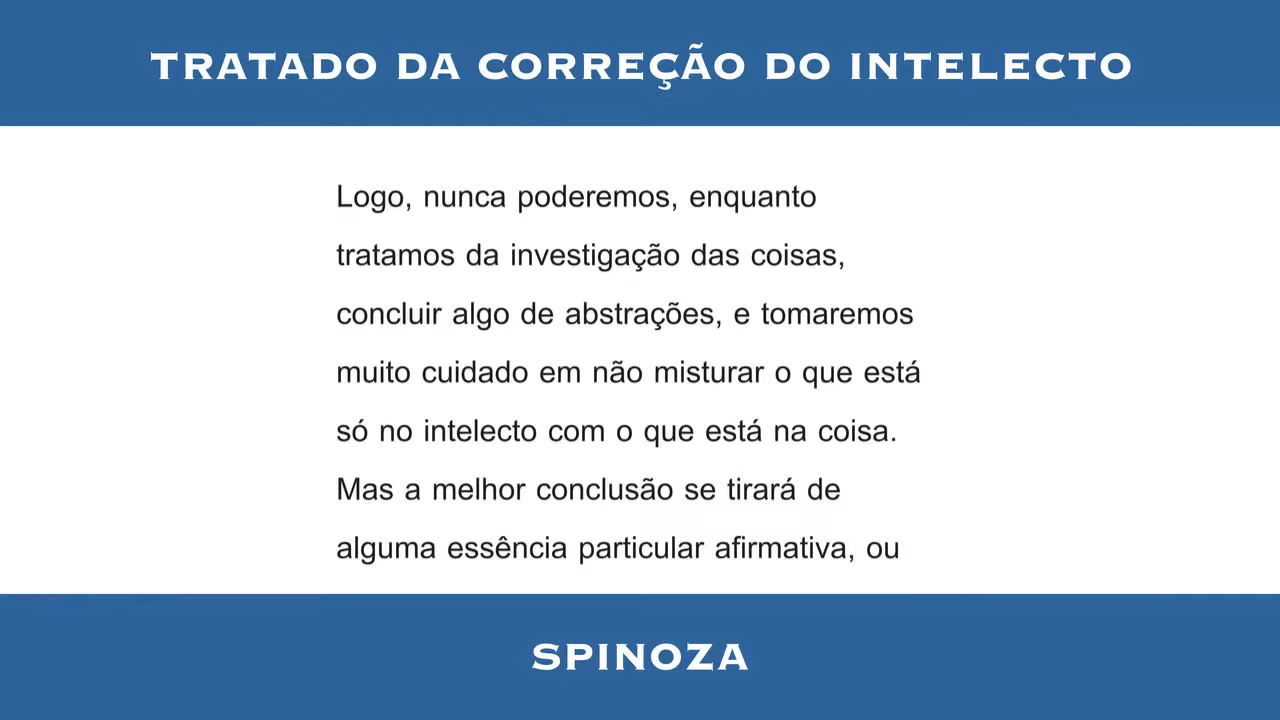 TRATADO DA CORREÇÃO DO INTELECTO
Logo, nunca poderemos, enquanto
tratamos da investigação das coisas,
concluir algo de abstrações, e tomaremos
muito cuidado em não misturar o que está
só no intelecto com o que está na coisa.
Mas a melhor conclusão se tirará de
alguma essência particular afirmativa, ou
SPINOZA